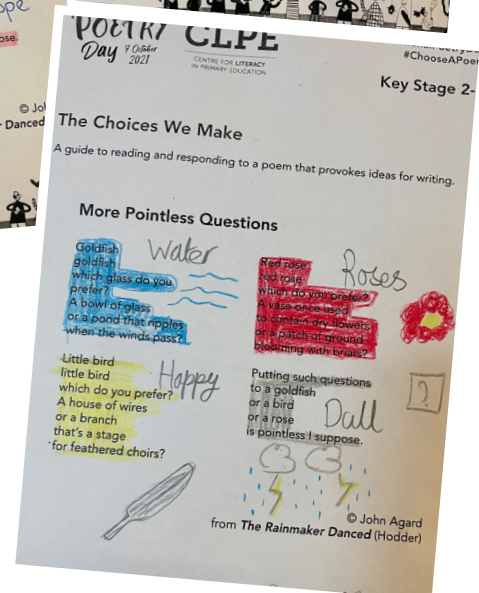 ope
ose.
© Jo
Danced
POETRY
Day 7 October
2021
CLPE
CENTRE FOR LITERACY
IN PRIMARY EDUCATION
#ChooseAPoe
Key Stage 2-
The Choices We Make
A guide to reading and responding to a poem that provokes ideas for writing.
More Pointless Questions
Goldfish
goldfish
which glass do you
prefer?
A bowl of glass
or a pond that ripples
when the winds pass?
Water
Red rose
red rose
which do you prefer?
A vase once used
to contain dry flowers
or a patch of ground
blooming with briars?
Roses
Little bird
little bird
which do you prefer?
A house of wires
or a branch
that's a stage
for feathered choirs?
Happy
Putting such questions
to a goldfish
or a bird
or a rose
is pointless I suppose.
Dall
?
© John Agard
from The Rainmaker Danced (Hodder)